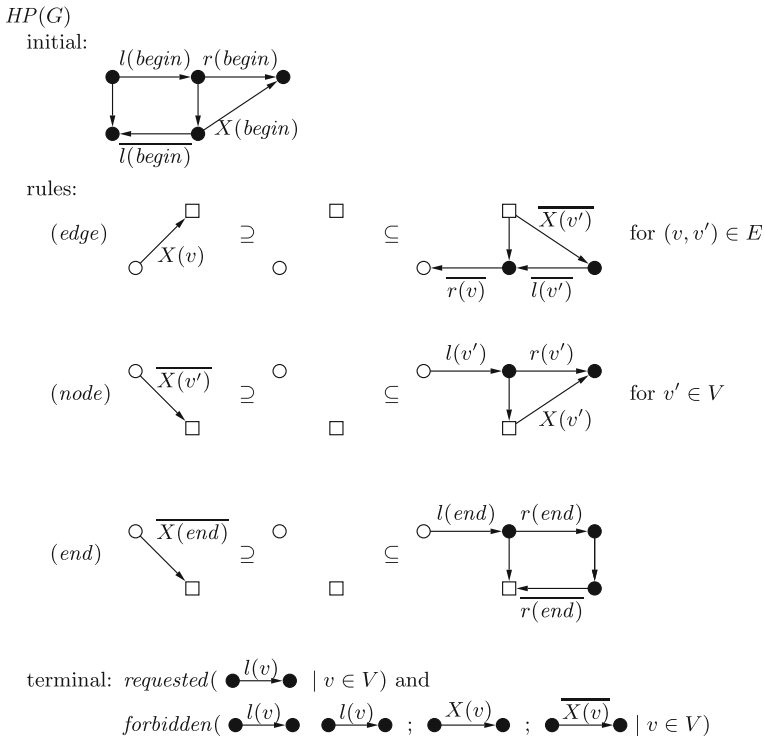 HP(G)
initial:
l(begin) r(begin)
X(begin)
l(begin)
rules:
(edge) X(v) ⊇ ⊆ X(v') for (v, v') ∈ E
r(v) l(v')
(node) X(v') ⊇ ⊆ l(v') r(v') for v' ∈ V
X(v')
(end) X(end) ⊇ ⊆ l(end) r(end)
r(end)
terminal: requested( l(v) | v ∈ V) and
forbidden( l(v) l(v) ; X(v) ; X(v) | v ∈ V)